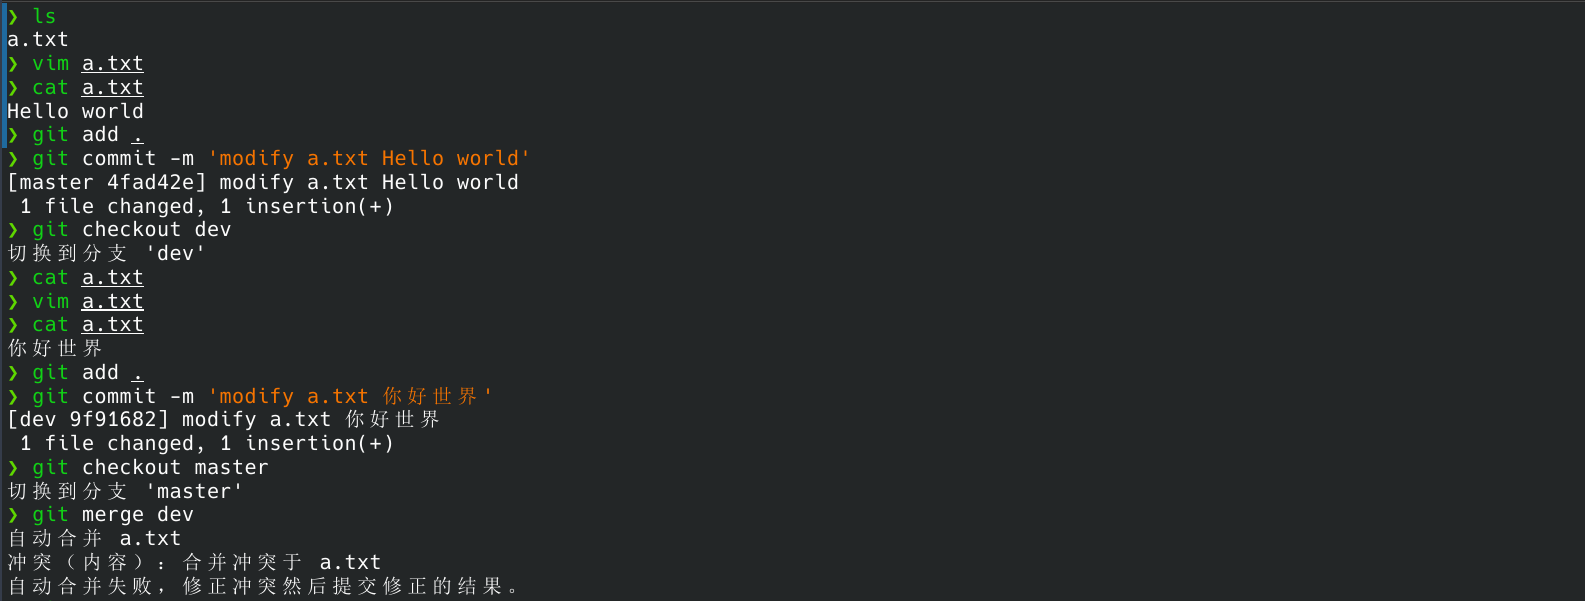 ❯ ls
a.txt
❯ vim a.txt
❯ cat a.txt
Hello world
❯ git add .
❯ git commit -m 'modify a.txt Hello world'
[master 4fad42e] modify a.txt Hello world
 1 file changed, 1 insertion(+)
❯ git checkout dev
切换到分支 'dev'
❯ cat a.txt
❯ vim a.txt
❯ cat a.txt
你好世界
❯ git add .
❯ git commit -m 'modify a.txt 你好世界'
[dev 9f91682] modify a.txt 你好世界
 1 file changed, 1 insertion(+)
❯ git checkout master
切换到分支 'master'
❯ git merge dev
自动合并 a.txt
冲突（内容）：合并冲突于 a.txt
自动合并失败，修正冲突然后提交修正的结果。